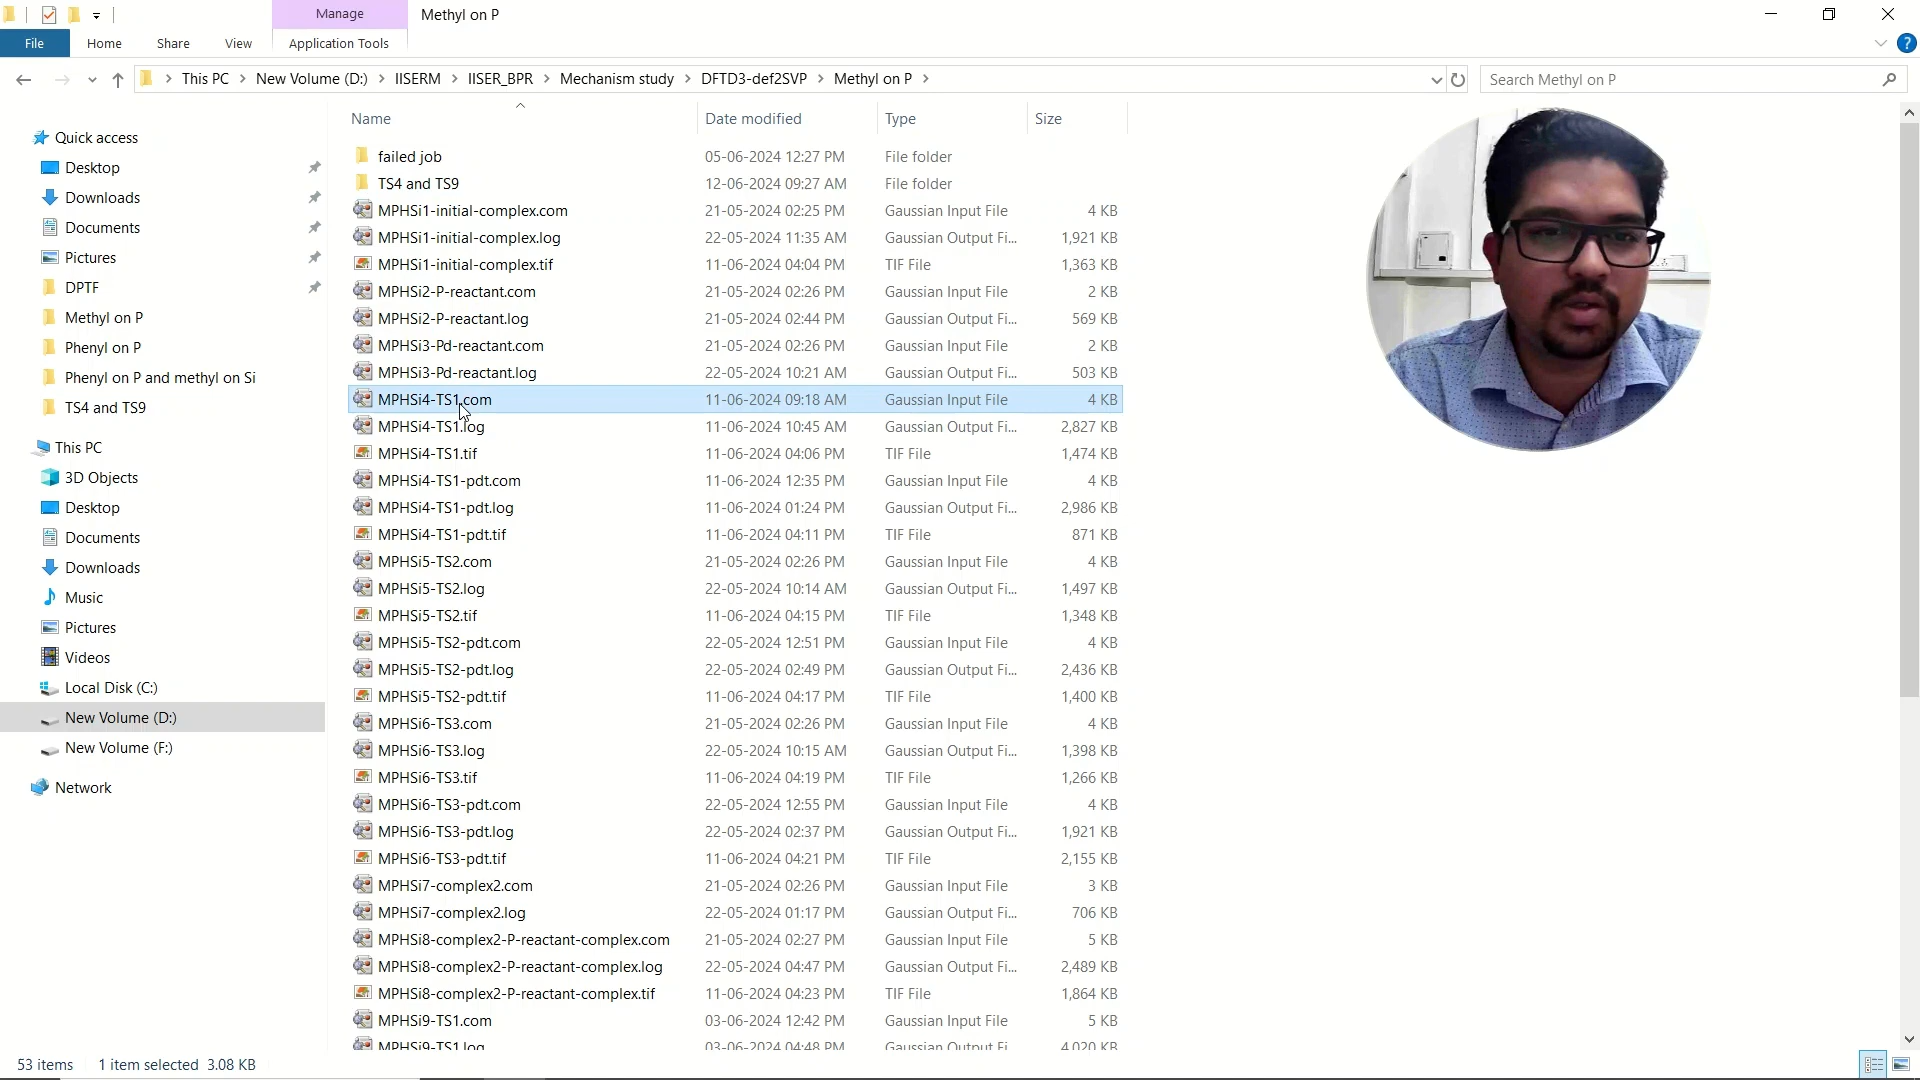 Manage
Methyl on P
File
Home
Share
View
Application Tools
?
This PC > New Volume (D:) > IISERM > IISER_BPR > Mechanism study > DFTD3-def2SVP > Methyl on P >
Search Methyl on P
Name Date modified Type Size
Quick access
Desktop
Downloads
Documents
Pictures
DPTF
Methyl on P
Phenyl on P
Phenyl on P and methyl on Si
TS4 and TS9
This PC
3D Objects
Desktop
Documents
Downloads
Music
Pictures
Videos
Local Disk (C:)
New Volume (D:)
New Volume (F:)
Network
failed job 05-06-2024 12:27 PM File folder
TS4 and TS9 12-06-2024 09:27 AM File folder
MPHSi1-initial-complex.com 21-05-2024 02:25 PM Gaussian Input File 4 KB
MPHSi1-initial-complex.log 22-05-2024 11:35 AM Gaussian Output Fi... 1,921 KB
MPHSi1-initial-complex.tif 11-06-2024 04:04 PM TIF File 1,363 KB
MPHSi2-P-reactant.com 21-05-2024 02:26 PM Gaussian Input File 2 KB
MPHSi2-P-reactant.log 21-05-2024 02:44 PM Gaussian Output Fi... 569 KB
MPHSi3-Pd-reactant.com 21-05-2024 02:26 PM Gaussian Input File 2 KB
MPHSi3-Pd-reactant.log 22-05-2024 10:21 AM Gaussian Output Fi... 503 KB
MPHSi4-TS1.com 11-06-2024 09:18 AM Gaussian Input File 4 KB
MPHSi4-TS1.log 11-06-2024 10:45 AM Gaussian Output Fi... 2,827 KB
MPHSi4-TS1.tif 11-06-2024 04:06 PM TIF File 1,474 KB
MPHSi4-TS1-pdt.com 11-06-2024 12:35 PM Gaussian Input File 4 KB
MPHSi4-TS1-pdt.log 11-06-2024 01:24 PM Gaussian Output Fi... 2,986 KB
MPHSi4-TS1-pdt.tif 11-06-2024 04:11 PM TIF File 871 KB
MPHSi5-TS2.com 21-05-2024 02:26 PM Gaussian Input File 4 KB
MPHSi5-TS2.log 22-05-2024 10:14 AM Gaussian Output Fi... 1,497 KB
MPHSi5-TS2.tif 11-06-2024 04:15 PM TIF File 1,348 KB
MPHSi5-TS2-pdt.com 22-05-2024 12:51 PM Gaussian Input File 4 KB
MPHSi5-TS2-pdt.log 22-05-2024 02:49 PM Gaussian Output Fi... 2,436 KB
MPHSi5-TS2-pdt.tif 11-06-2024 04:17 PM TIF File 1,400 KB
MPHSi6-TS3.com 21-05-2024 02:26 PM Gaussian Input File 4 KB
MPHSi6-TS3.log 22-05-2024 10:15 AM Gaussian Output Fi... 1,398 KB
MPHSi6-TS3.tif 11-06-2024 04:19 PM TIF File 1,266 KB
MPHSi6-TS3-pdt.com 22-05-2024 12:55 PM Gaussian Input File 4 KB
MPHSi6-TS3-pdt.log 22-05-2024 02:37 PM Gaussian Output Fi... 1,921 KB
MPHSi6-TS3-pdt.tif 11-06-2024 04:21 PM TIF File 2,155 KB
MPHSi7-complex2.com 21-05-2024 02:26 PM Gaussian Input File 3 KB
MPHSi7-complex2.log 22-05-2024 01:17 PM Gaussian Output Fi... 706 KB
MPHSi8-complex2-P-reactant-complex.com 21-05-2024 02:27 PM Gaussian Input File 5 KB
MPHSi8-complex2-P-reactant-complex.log 22-05-2024 04:47 PM Gaussian Output Fi... 2,489 KB
MPHSi8-complex2-P-reactant-complex.tif 11-06-2024 04:23 PM TIF File 1,864 KB
MPHSi9-TS1.com 03-06-2024 12:42 PM Gaussian Input File 5 KB
MPHSi9-TS1.log 03-06-2024 04:48 PM Gaussian Output Fi... 4,020 KB
53 items 1 item selected 3.08 KB